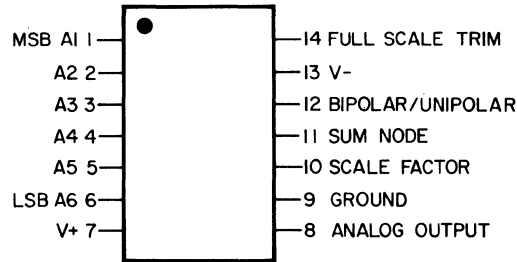 MSB A1 1
A2 2
A3 3
A4 4
A5 5
LSB A6 6
V+ 7
14 FULL SCALE TRIM
13 V-
12 BIPOLAR/UNIPOLAR
11 SUM NODE
10 SCALE FACTOR
9 GROUND
8 ANALOG OUTPUT